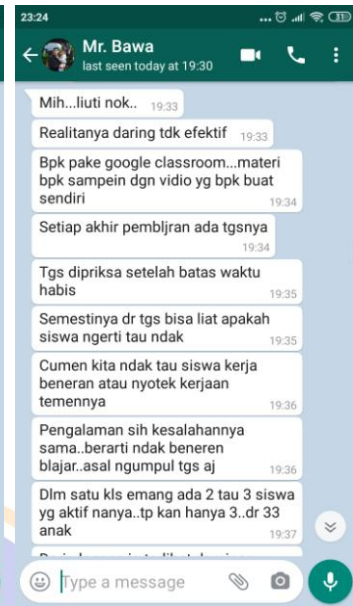 23:24
Mr. Bawa
last seen today at 19:30
Mih...liuti nok.. 19:33
Realitanya daring tdk efektif 19:33
Bpk pake google classroom...materi
bpk sampein dgn vidio yg bpk buat
sendiri 19:34
Setiap akhir pembljran ada tgsnya
19:34
Tgs dipriksa setelah batas waktu
habis 19:35
Semestinya dr tgs bisa liat apakah
siswa ngerti tau ndak 19:35
Cumen kita ndak tau siswa kerja
beneran atau nyotek kerjaan
temennya 19:36
Pengalaman sih kesalahannya
sama..berarti ndak beneren
blajar..asal ngumpul tgs aj 19:36
Dlm satu kls emang ada 2 tau 3 siswa
yg aktif nanya..tp kan hanya 3..dr 33
anak 19:37
Type a message